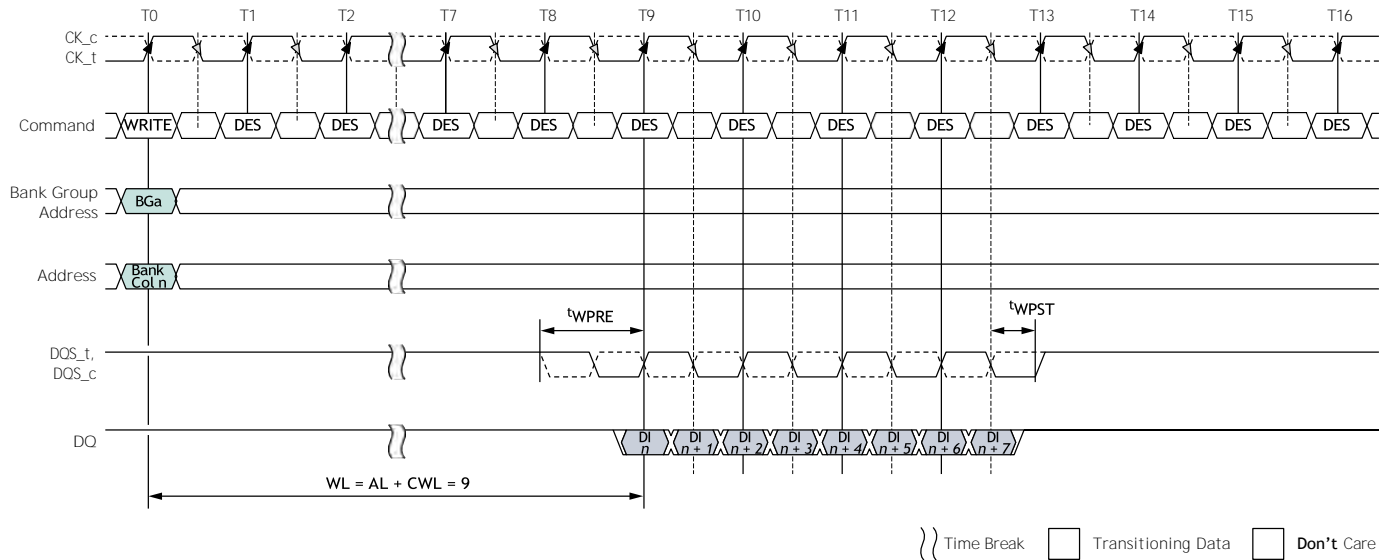 T0 T1 T2 T7 T8 T9 T10 T11 T12 T13 T14 T15 T16
CK_c
CK_t
Command WRITE DES DES DES DES DES DES DES DES DES DES DES DES
Bank Group
Address
BGa
Address
Bank
Col n
tWPRE
tWPST
DQS_t,
DQS_c
DQ
DI n
DI n + 1
DI n + 2
DI n + 3
DI n + 4
DI n + 5
DI n + 6
DI n + 7
WL = AL + CWL = 9
Time Break Transitioning Data Don't Care